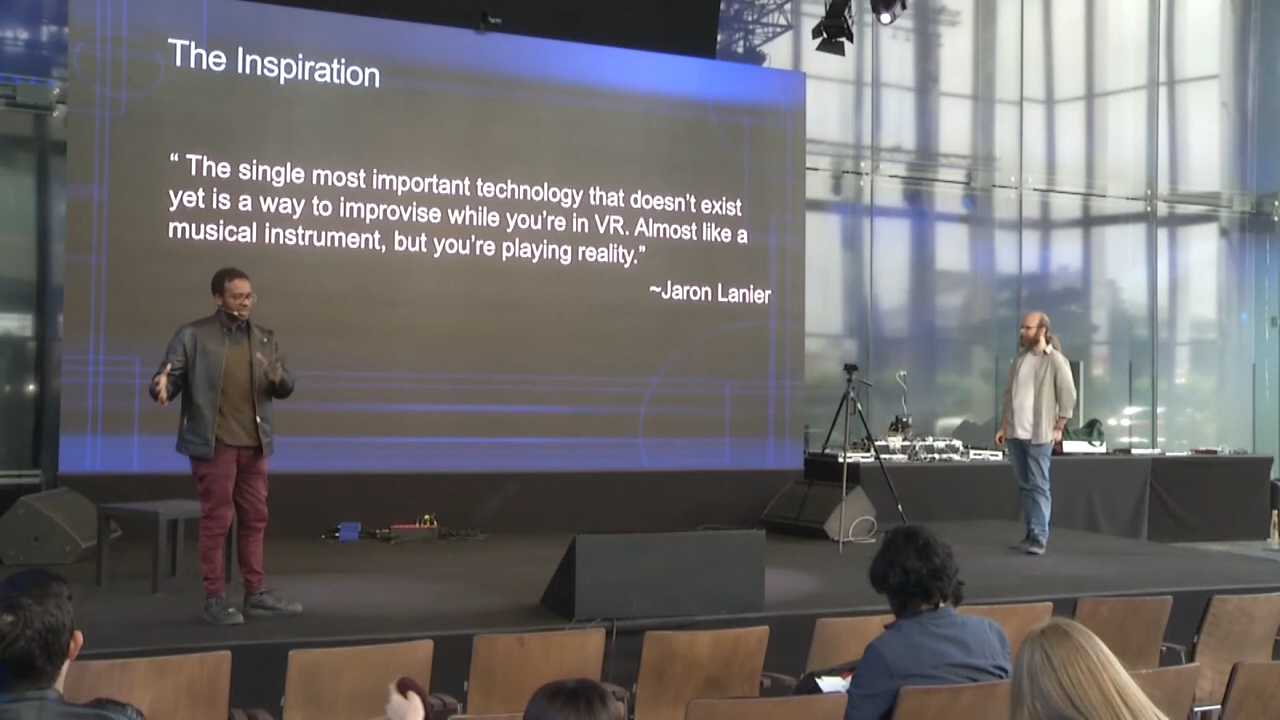 The Inspiration
“ The single most important technology that doesn’t exist
yet is a way to improvise while you’re in VR. Almost like a
musical instrument, but you’re playing reality.”
~Jaron Lanier